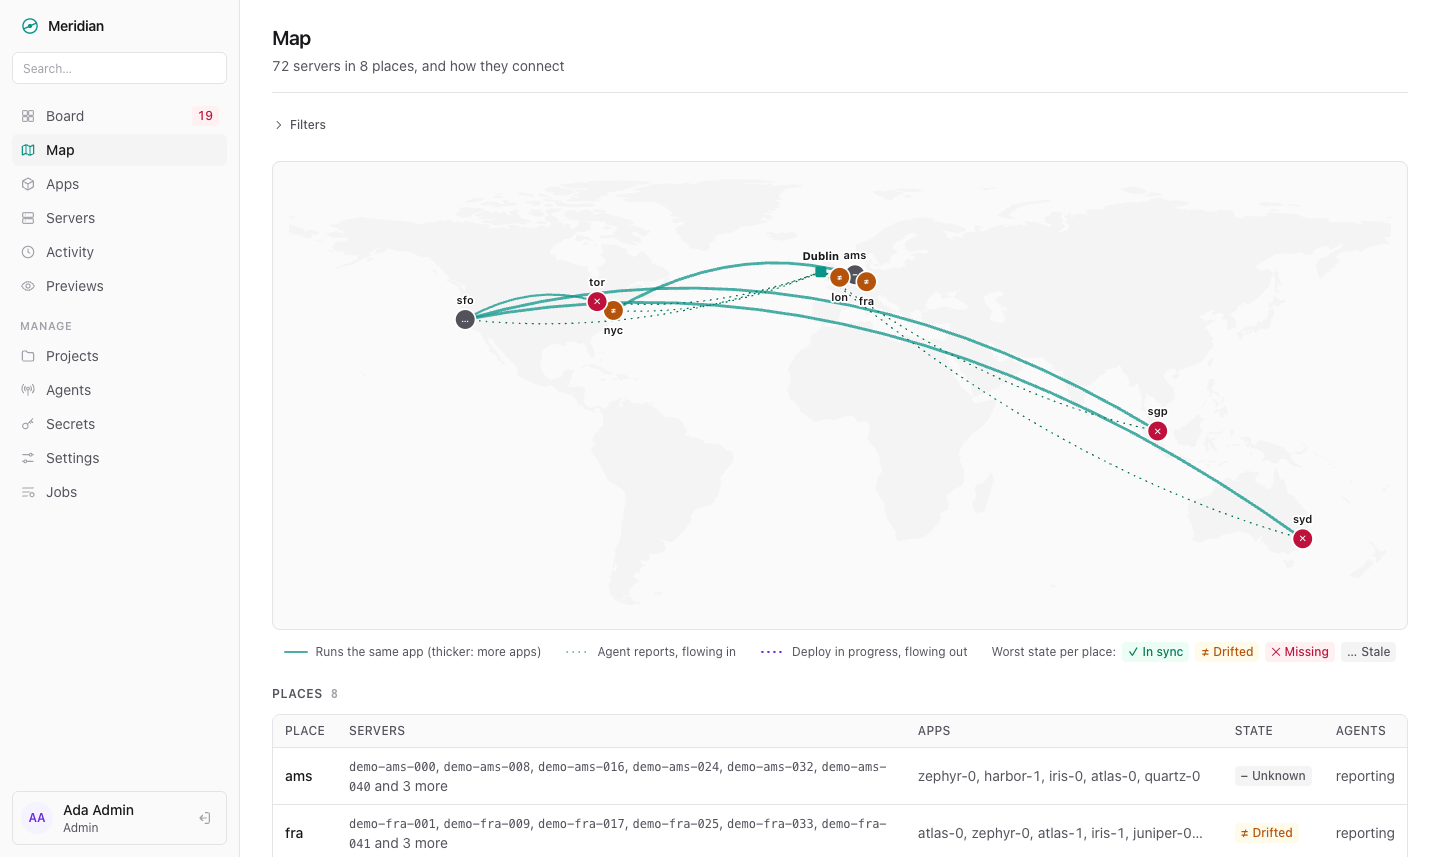 Meridian
Search...
Board
19
Map
Apps
Servers
Activity
Previews
MANAGE
Projects
Agents
Secrets
Settings
Jobs
AA
Ada Admin
Admin
Map
72 servers in 8 places, and how they connect
Filters
Dublin
ams
tor
sfo
lon
fra
nyc
sgp
syd
Runs the same app (thicker: more apps)
Agent reports, flowing in
Deploy in progress, flowing out
Worst state per place:
✓ In sync
≠ Drifted
× Missing
... Stale
PLACES 8
PLACE SERVERS APPS STATE AGENTS
demo-ams-000, demo-ams-008, demo-ams-016, demo-ams-024, demo-ams-032, demo-ams-
ams 040 and 3 more zephyr-0, harbor-1, iris-0, atlas-0, quartz-0 – Unknown reporting
demo-fra-001, demo-fra-009, demo-fra-017, demo-fra-025, demo-fra-033, demo-fra-
fra 041 and 3 more atlas-0, zephyr-0, atlas-1, iris-1, juniper-0... ≠ Drifted reporting